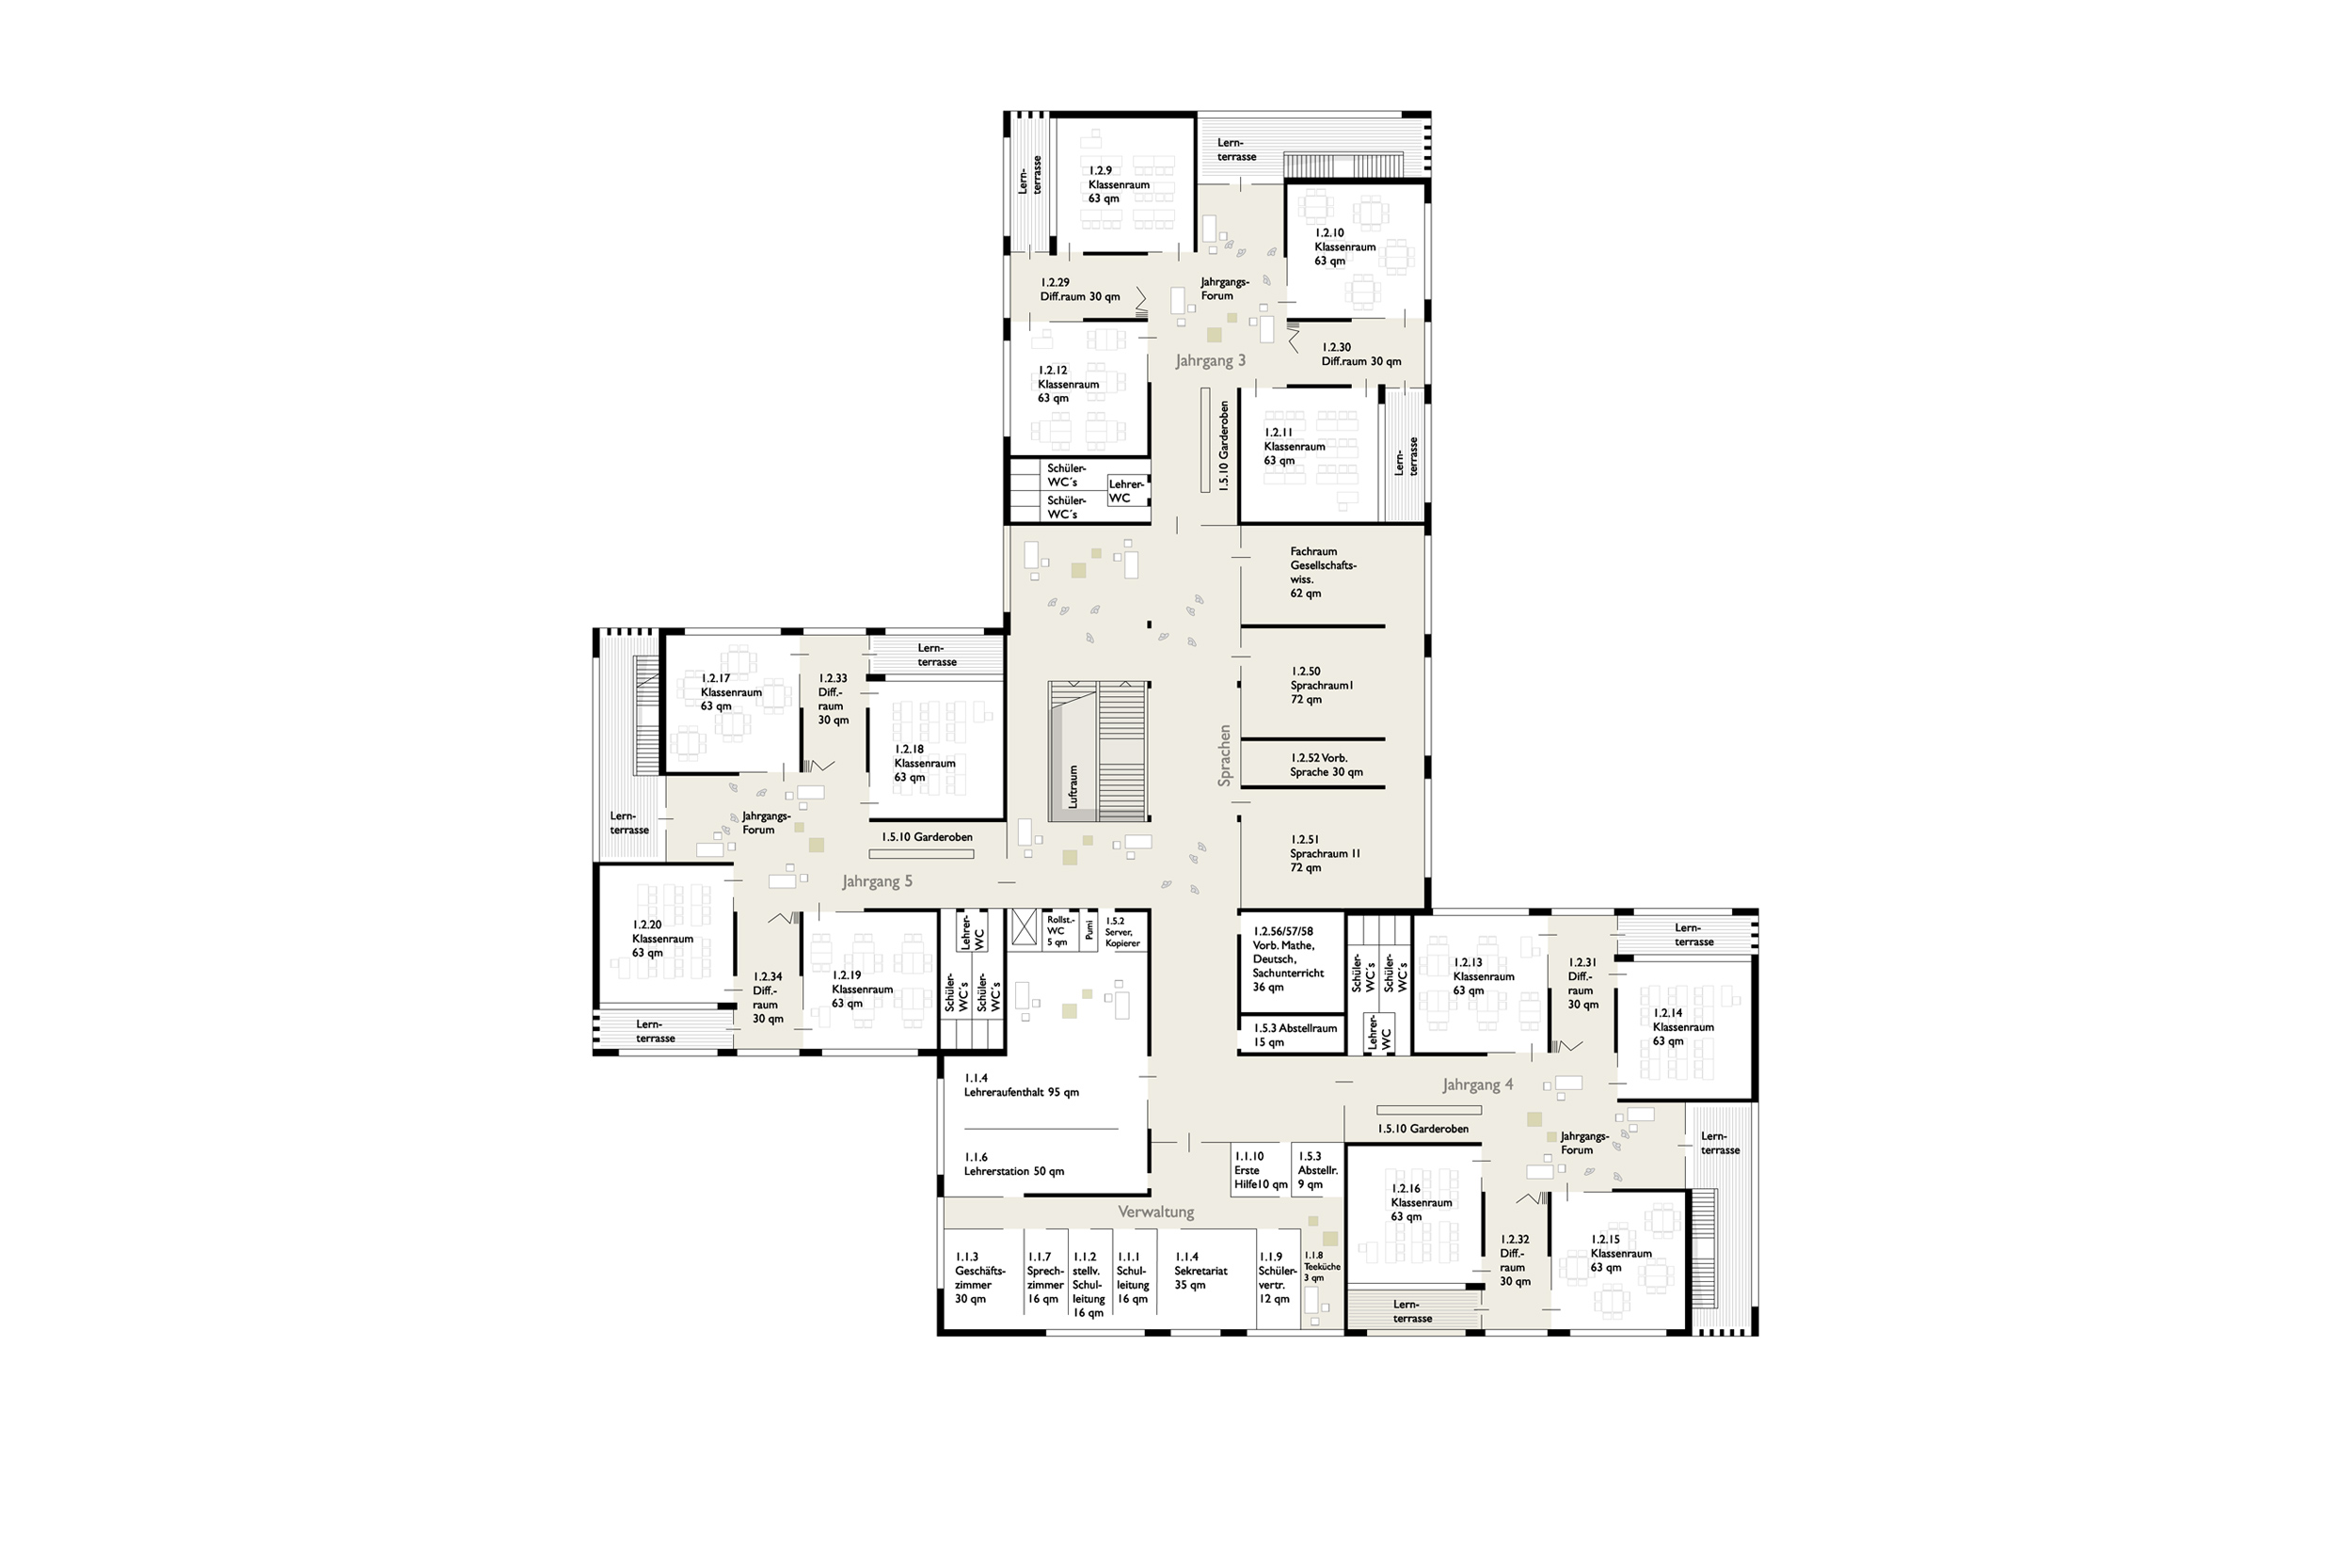 Lern-
terrasse
1.2.9
Klassenraum
63 qm
Lern-
terrasse
1.2.10
Klassenraum
63 qm
1.2.29
Diff.raum 30 qm
Jahrgangs-
Forum
1.2.12
Klassenraum
63 qm
Jahrgang 3
1.2.30
Diff.raum 30 qm
1.5.10 Garderoben
1.2.11
Klassenraum
63 qm
Lern-
terrasse
Schüler-
WC´s
Lehrer-
WC
Schüler-
WC´s
Fachraum
Gesellschafts-
wiss.
62 qm
1.2.50
Sprachraum1
72 qm
Sprachen
1.2.52 Vorb.
Sprache 30 qm
1.2.51
Sprachraum 11
72 qm
Luftraum
1.2.17
Klassenraum
63 qm
1.2.33
Diff.-
raum
30 qm
Lern-
terrasse
1.2.18
Klassenraum
63 qm
Lern-
terrasse
Jahrgangs-
Forum
1.5.10 Garderoben
Jahrgang 5
1.2.20
Klassenraum
63 qm
Lern-
terrasse
1.2.34
Diff.-
raum
30 qm
1.2.19
Klassenraum
63 qm
Lehrer-
WC
Schüler-
WC´s
Schüler-
WC´s
Rollst.-
WC
5 qm
Pumi
1.5.2
Server,
Kopierer
1.2.56/57/58
Vorb. Mathe,
Deutsch,
Sachunterricht
36 qm
1.5.3 Abstellraum
15 qm
Schüler-
WC´s
Schüler-
WC´s
Lehrer-
WC
1.2.13
Klassenraum
63 qm
1.2.31
Diff.-
raum
30 qm
Lern-
terrasse
1.2.14
Klassenraum
63 qm
1.1.4
Lehreraufenthalt 95 qm
1.1.6
Lehrerstation 50 qm
Jahrgang 4
1.5.10 Garderoben
Jahrgangs-
Forum
Lern-
terrasse
1.1.10
Erste
Hilfe10 qm
1.5.3
Abstellr.
9 qm
1.2.16
Klassenraum
63 qm
Lern-
terrasse
1.2.32
Diff.-
raum
30 qm
1.2.15
Klassenraum
63 qm
Verwaltung
1.1.3
Geschäfts-
zimmer
30 qm
1.1.7
Sprech-
zimmer
16 qm
1.1.2
stellv.
Schul-
leitung
16 qm
1.1.1
Schul-
leitung
16 qm
1.1.4
Sekretariat
35 qm
1.1.9
Schüler-
vertr.
12 qm
1.1.8
Teeküche
3 qm